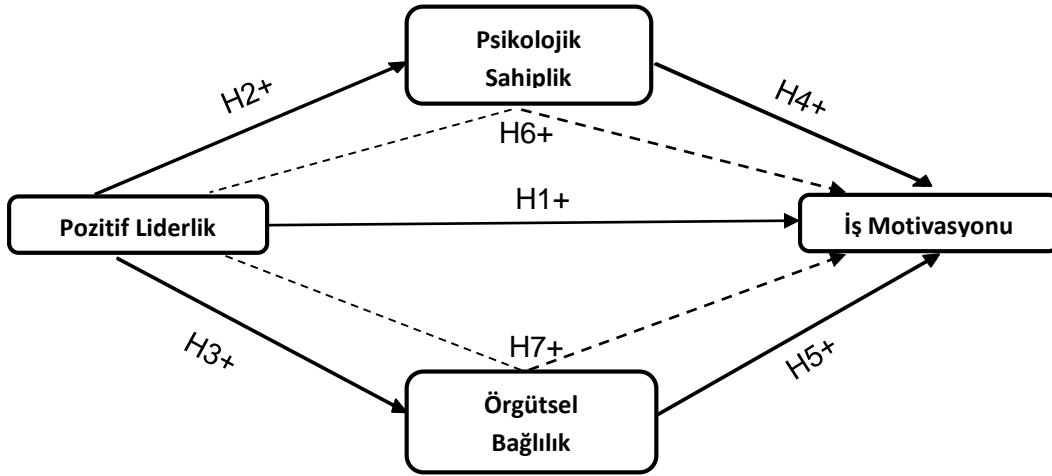 Psikolojik
Sahiplik
H2+
H4+
H6+
H1+
Pozitif Liderlik
İş Motivasyonu
H3+
H7+
H5+
Örgütsel
Bağlılık